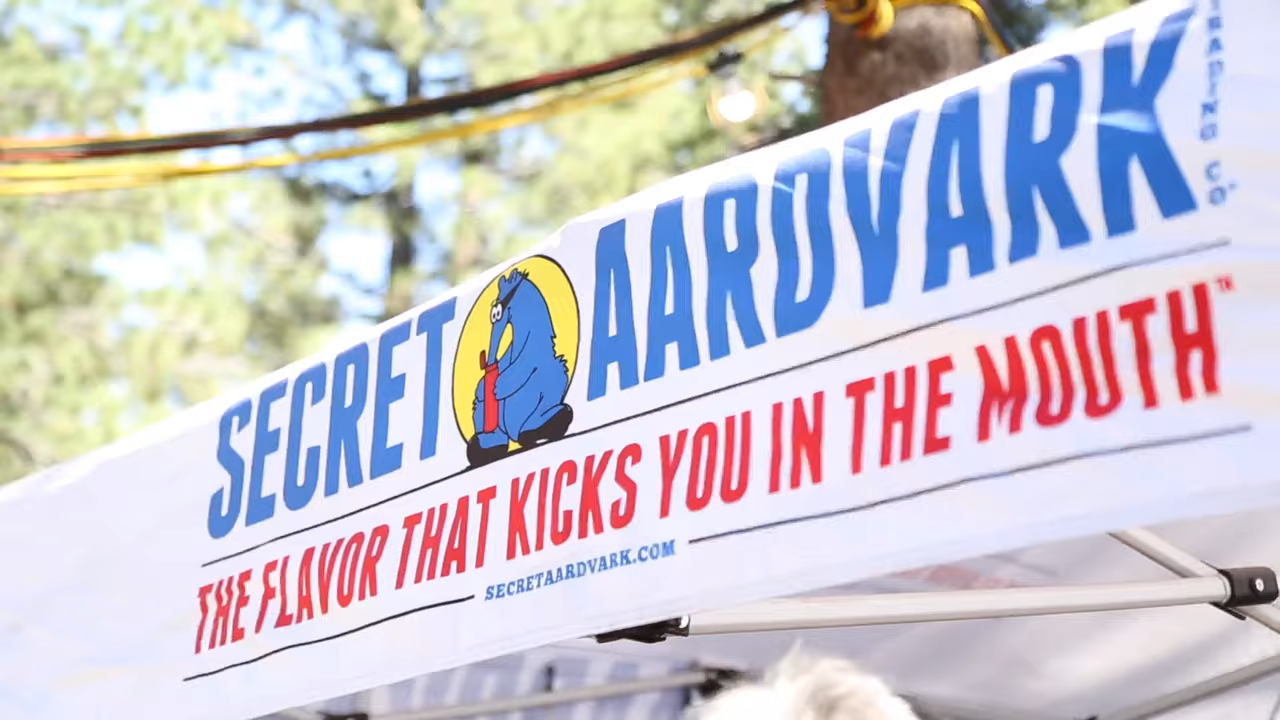 SECRET AARDVARK
TRADING CO.
THE FLAVOR THAT KICKS YOU IN THE MOUTH™
SECRETAARDVARK.COM